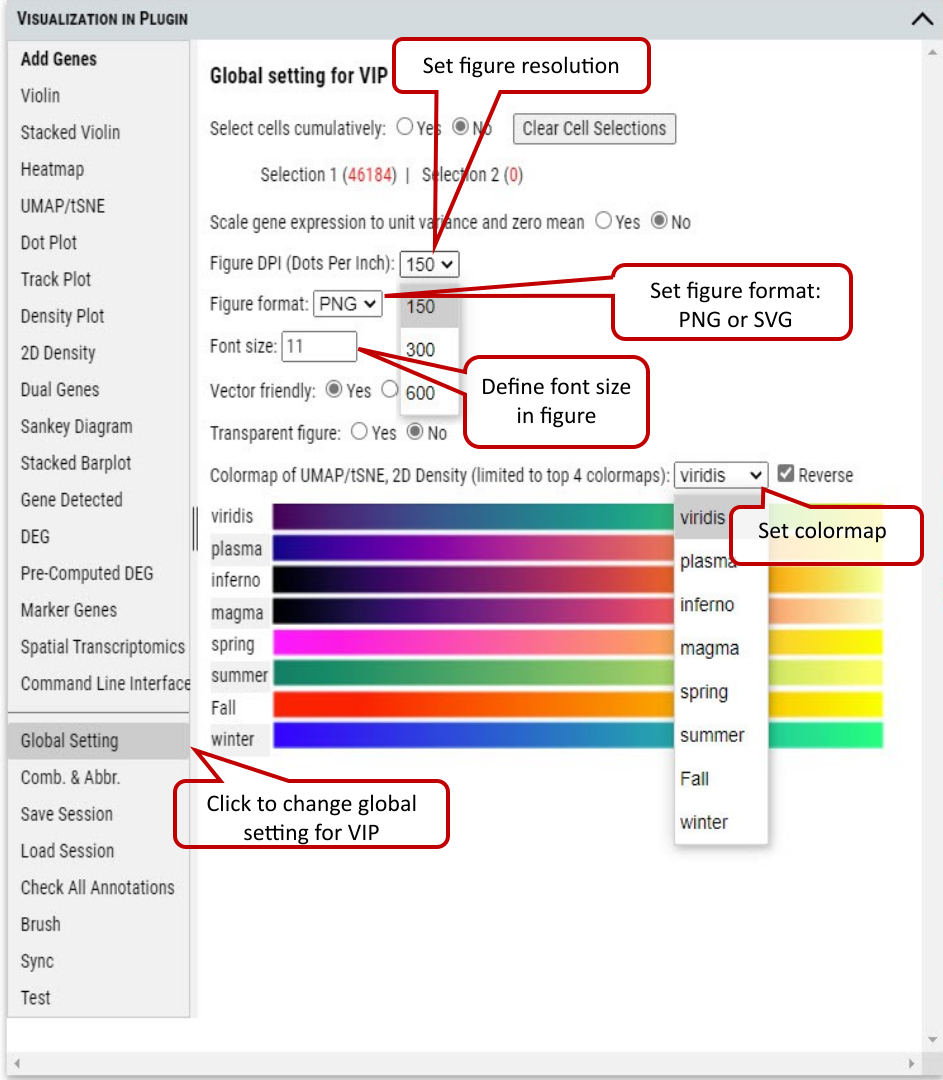 VISUALIZATION IN PLUGIN
Add Genes
Violin
Stacked Violin
Heatmap
UMAP/tSNE
Dot Plot
Track Plot
Density Plot
2D Density
Dual Genes
Sankey Diagram
Stacked Barplot
Gene Detected
DEG
Pre-Computed DEG
Marker Genes
Spatial Transcriptomics
Command Line Interface
Global Setting
Comb. & Abbr.
Save Session
Load Session
Check All Annotations
Brush
Sync
Test
Global setting for VIP
Set figure resolution
Select cells cumulatively: Yes No Clear Cell Selections
Selection 1 (46184) | Selection 2 (0)
Scale gene expression to unit variance and zero mean Yes No
Figure DPI (Dots Per Inch): 150
150
300
600
Figure format: PNG
Set figure format:
PNG or SVG
Font size: 11
Define font size
in figure
Vector friendly: Yes
Transparent figure: Yes No
Colormap of UMAP/tSNE, 2D Density (limited to top 4 colormaps): viridis Reverse
Set colormap
viridis
plasma
inferno
magma
spring
summer
Fall
winter
viridis
plasma
inferno
magma
spring
summer
Fall
winter
Click to change global
setting for VIP